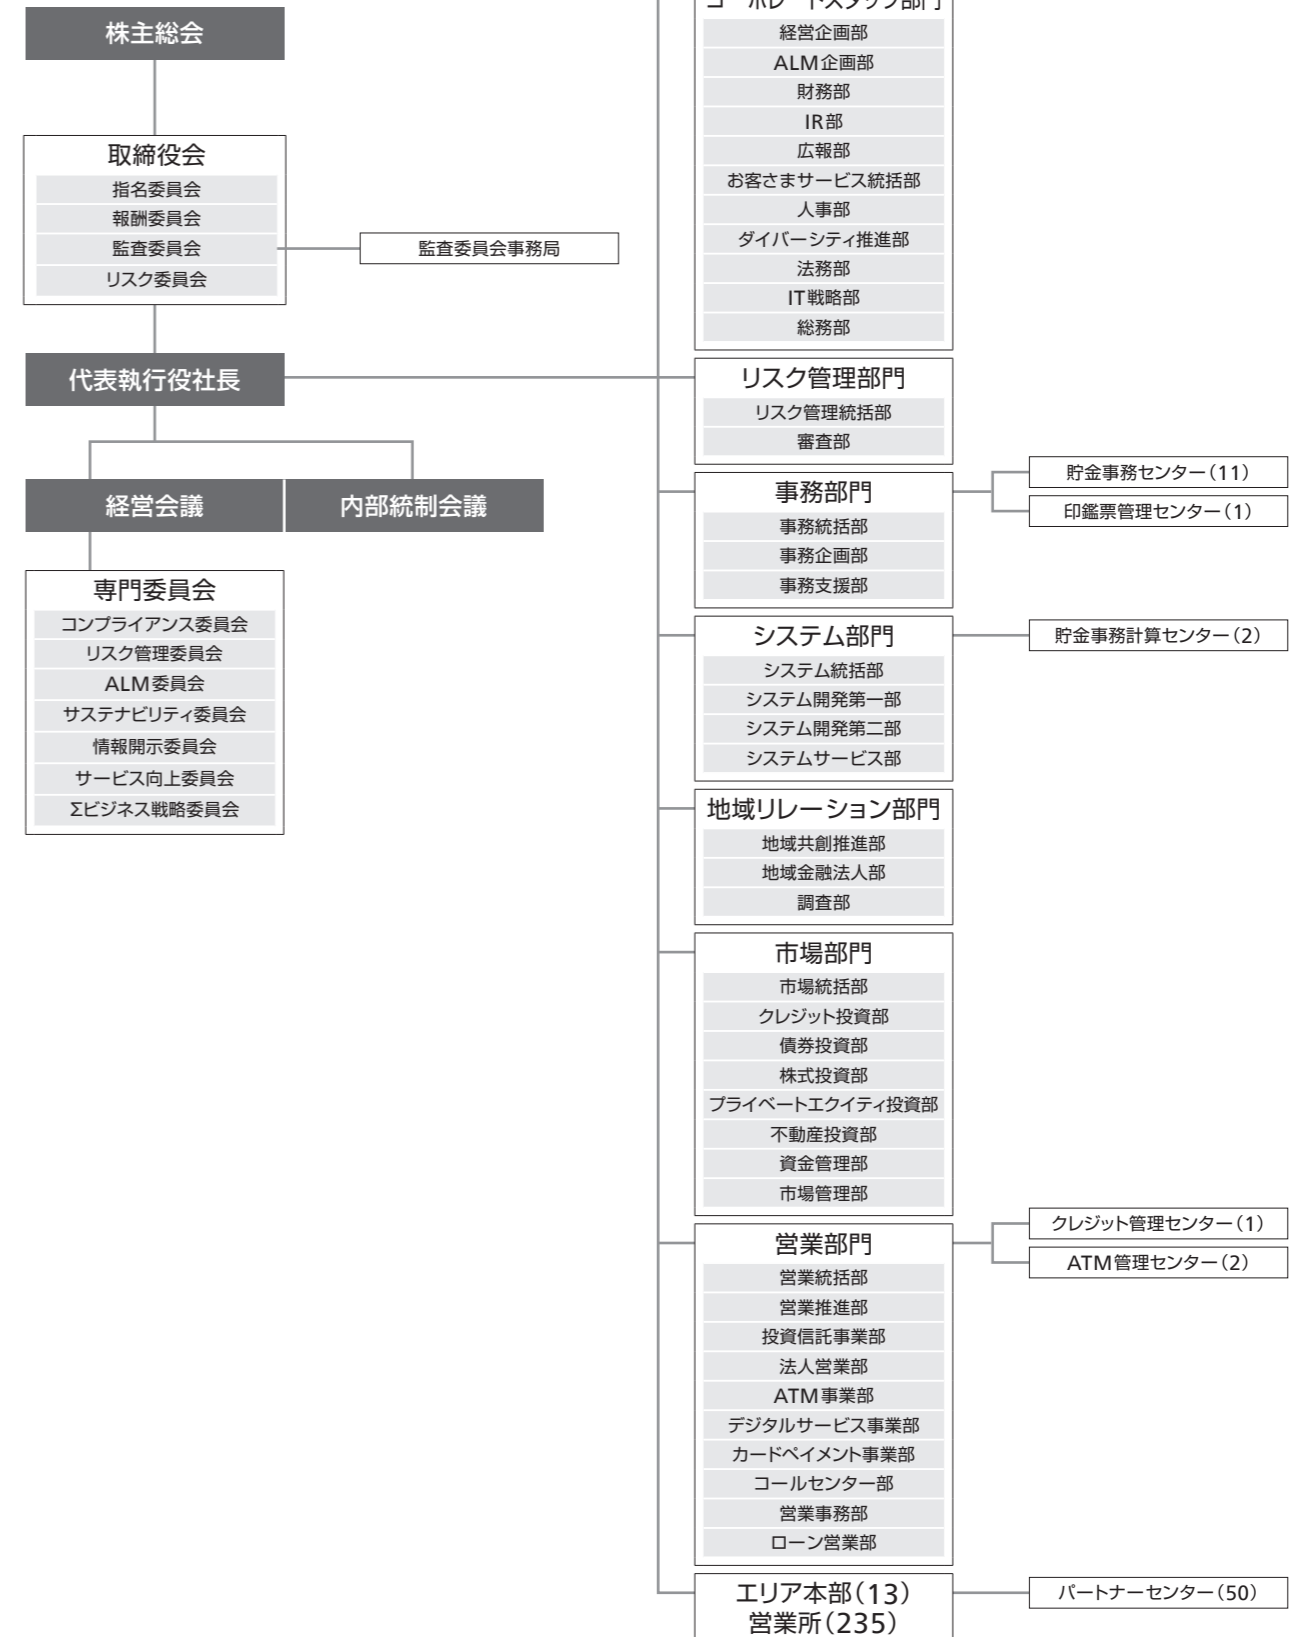 株主総会
取締役会
指名委員会
報酬委員会
監査委員会
リスク委員会
監査委員会事務局
代表執行役社長
経営会議
内部統制会議
専門委員会
コンプライアンス委員会
リスク管理委員会
ALM委員会
サステナビリティ委員会
情報開示委員会
サービス向上委員会
Σビジネス戦略委員会
コーポレートスタッフ部門
経営企画部
ALM企画部
財務部
IR部
広報部
お客さまサービス統括部
人事部
ダイバーシティ推進部
法務部
IT戦略部
総務部
リスク管理部門
リスク管理統括部
審査部
事務部門
事務統括部
事務企画部
事務支援部
貯金事務センター(11)
印鑑票管理センター(1)
システム部門
システム統括部
システム開発第一部
システム開発第二部
システムサービス部
貯金事務計算センター(2)
地域リレーション部門
地域共創推進部
地域金融法人部
調査部
市場部門
市場統括部
クレジット投資部
債券投資部
株式投資部
プライベートエクイティ投資部
不動産投資部
資金管理部
市場管理部
営業部門
営業統括部
営業推進部
投資信託事業部
法人営業部
ATM事業部
デジタルサービス事業部
カードペイメント事業部
コールセンター部
営業事務部
ローン営業部
クレジット管理センター(1)
ATM管理センター(2)
エリア本部(13)
営業所(235)
パートナーセンター(50)